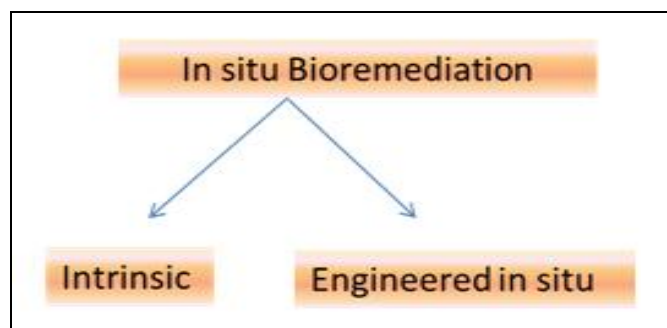 In situ Bioremediation
Intrinsic
Engineered in situ